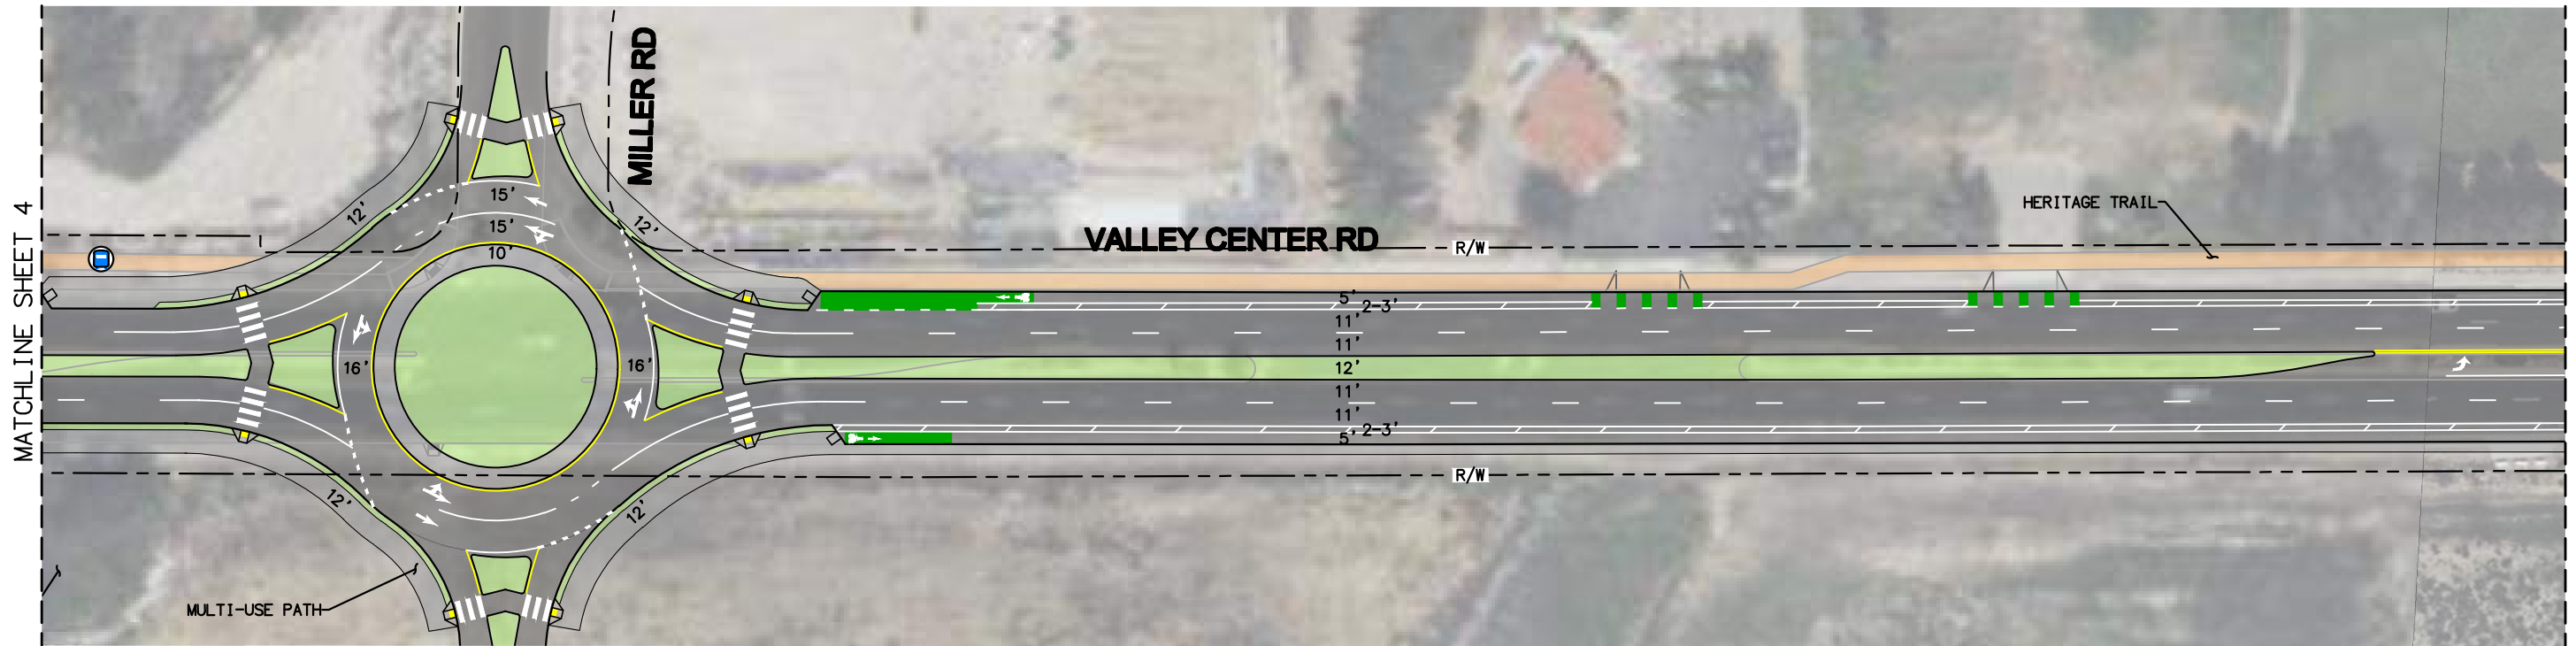 MATCHLINE SHEET 4
MILLER RD
12'
15'
15'
10'
12'
16'
16'
12'
12'
MULTI-USE PATH
VALLEY CENTER RD
R/W
HERITAGE TRAIL
5'
2-3'
11'
11'
12'
11'
11'
2-3'
5'
R/W